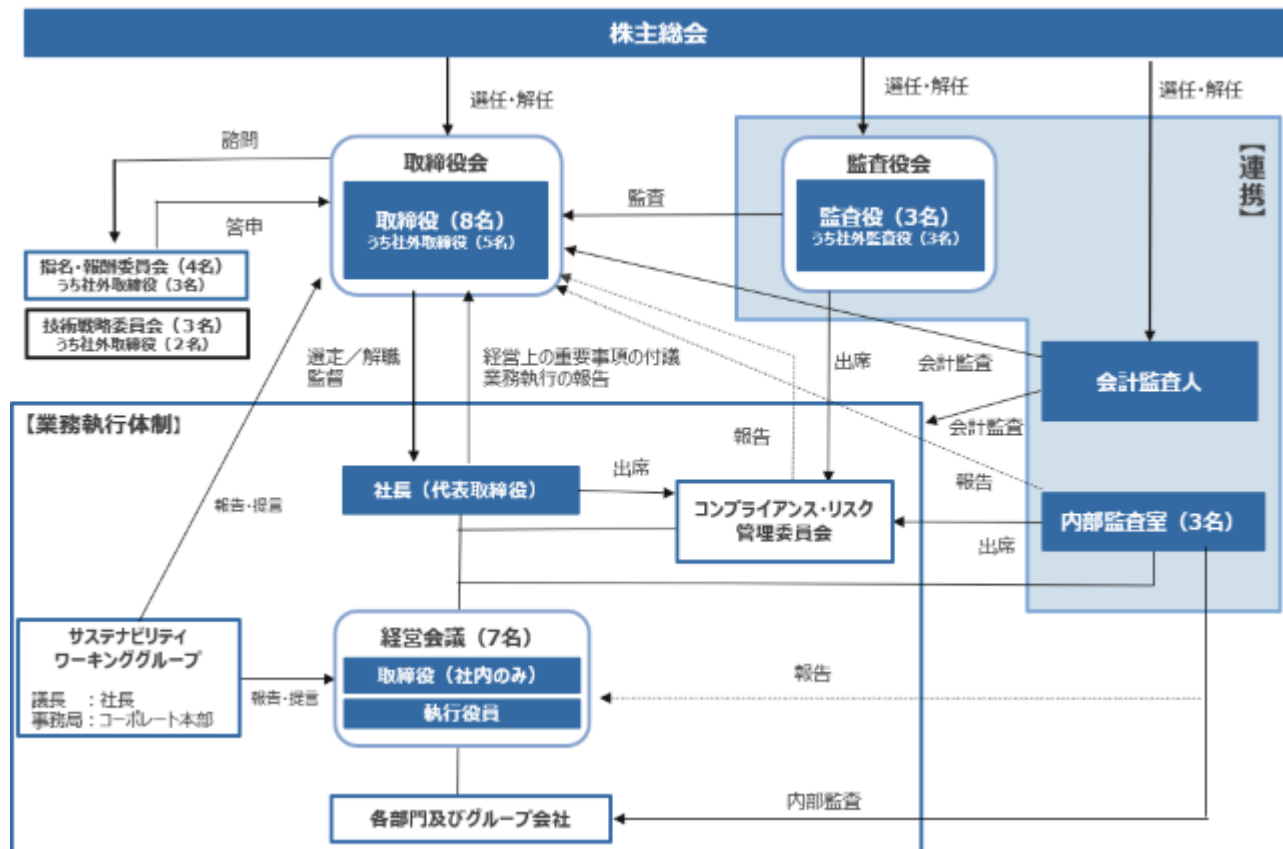 株主総会
選任・解任
選任・解任
選任・解任
諮問
取締役会
監査役会
【連携】
取締役（8名）
うち社外取締役（5名）
監査
監査役（3名）
うち社外監査役（3名）
答申
指名・報酬委員会（4名）
うち社外取締役（3名）
技術戦略委員会（３名）
うち社外取締役（２名）
選定／解職
監督
経営上の重要事項の付議
業務執行の報告
出席
会計監査
会計監査人
【業務執行体制】
会計監査
報告
社長（代表取締役）
出席
コンプライアンス・リスク
管理委員会
報告
内部監査室（3名）
出席
報告・提言
サステナビリティ
ワーキンググループ
議長　：社長
事務局：コーポレート本部
報告・提言
経営会議（7名）
取締役（社内のみ）
執行役員
報告
各部門及びグループ会社
内部監査